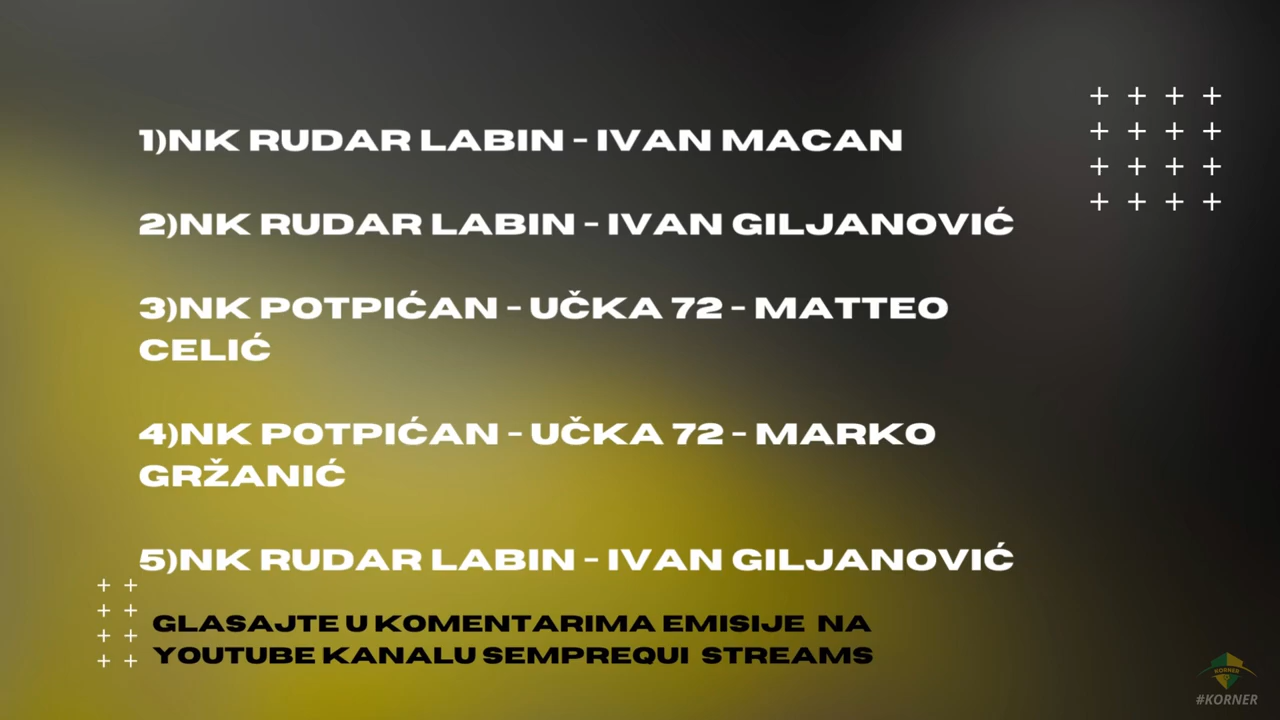 1)NK RUDAR LABIN - IVAN MACAN
2)NK RUDAR LABIN - IVAN GILJANOVIĆ
3)NK POTPIĆAN - UČKA 72 - MATTEO
CELIĆ
4)NK POTPIĆAN - UČKA 72 - MARKO
GRŽANIĆ
5)NK RUDAR LABIN - IVAN GILJANOVIĆ
GLASAJTE U KOMENTARIMA EMISIJE NA
YOUTUBE KANALU SEMPREQUI STREAMS
KORNER
#KORNER